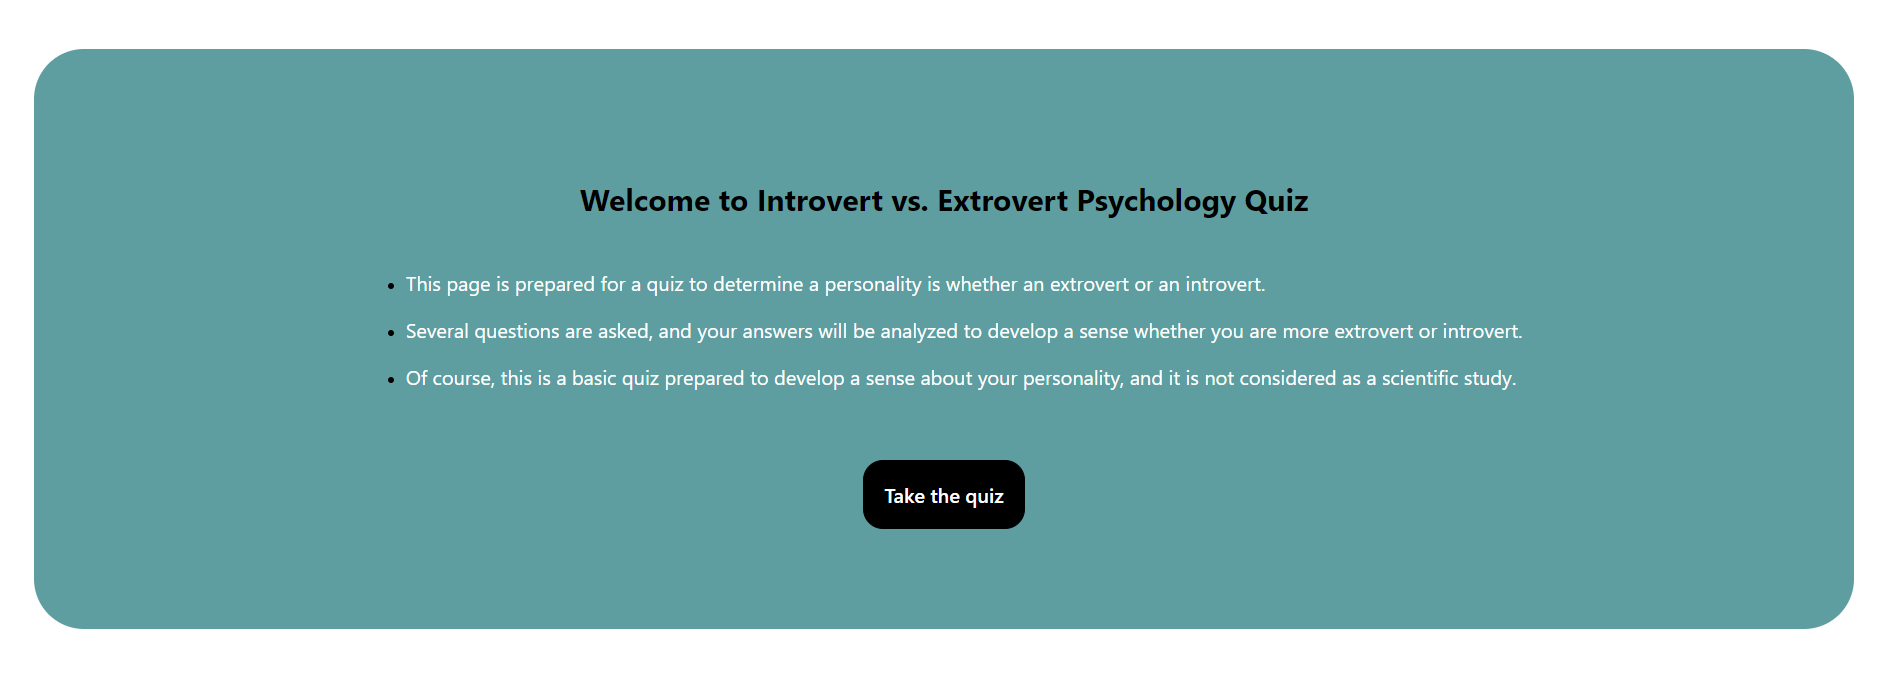 Welcome to Introvert vs. Extrovert Psychology Quiz
• This page is prepared for a quiz to determine a personality is whether an extrovert or an introvert.
• Several questions are asked, and your answers will be analyzed to develop a sense whether you are more extrovert or introvert.
• Of course, this is a basic quiz prepared to develop a sense about your personality, and it is not considered as a scientific study.
Take the quiz